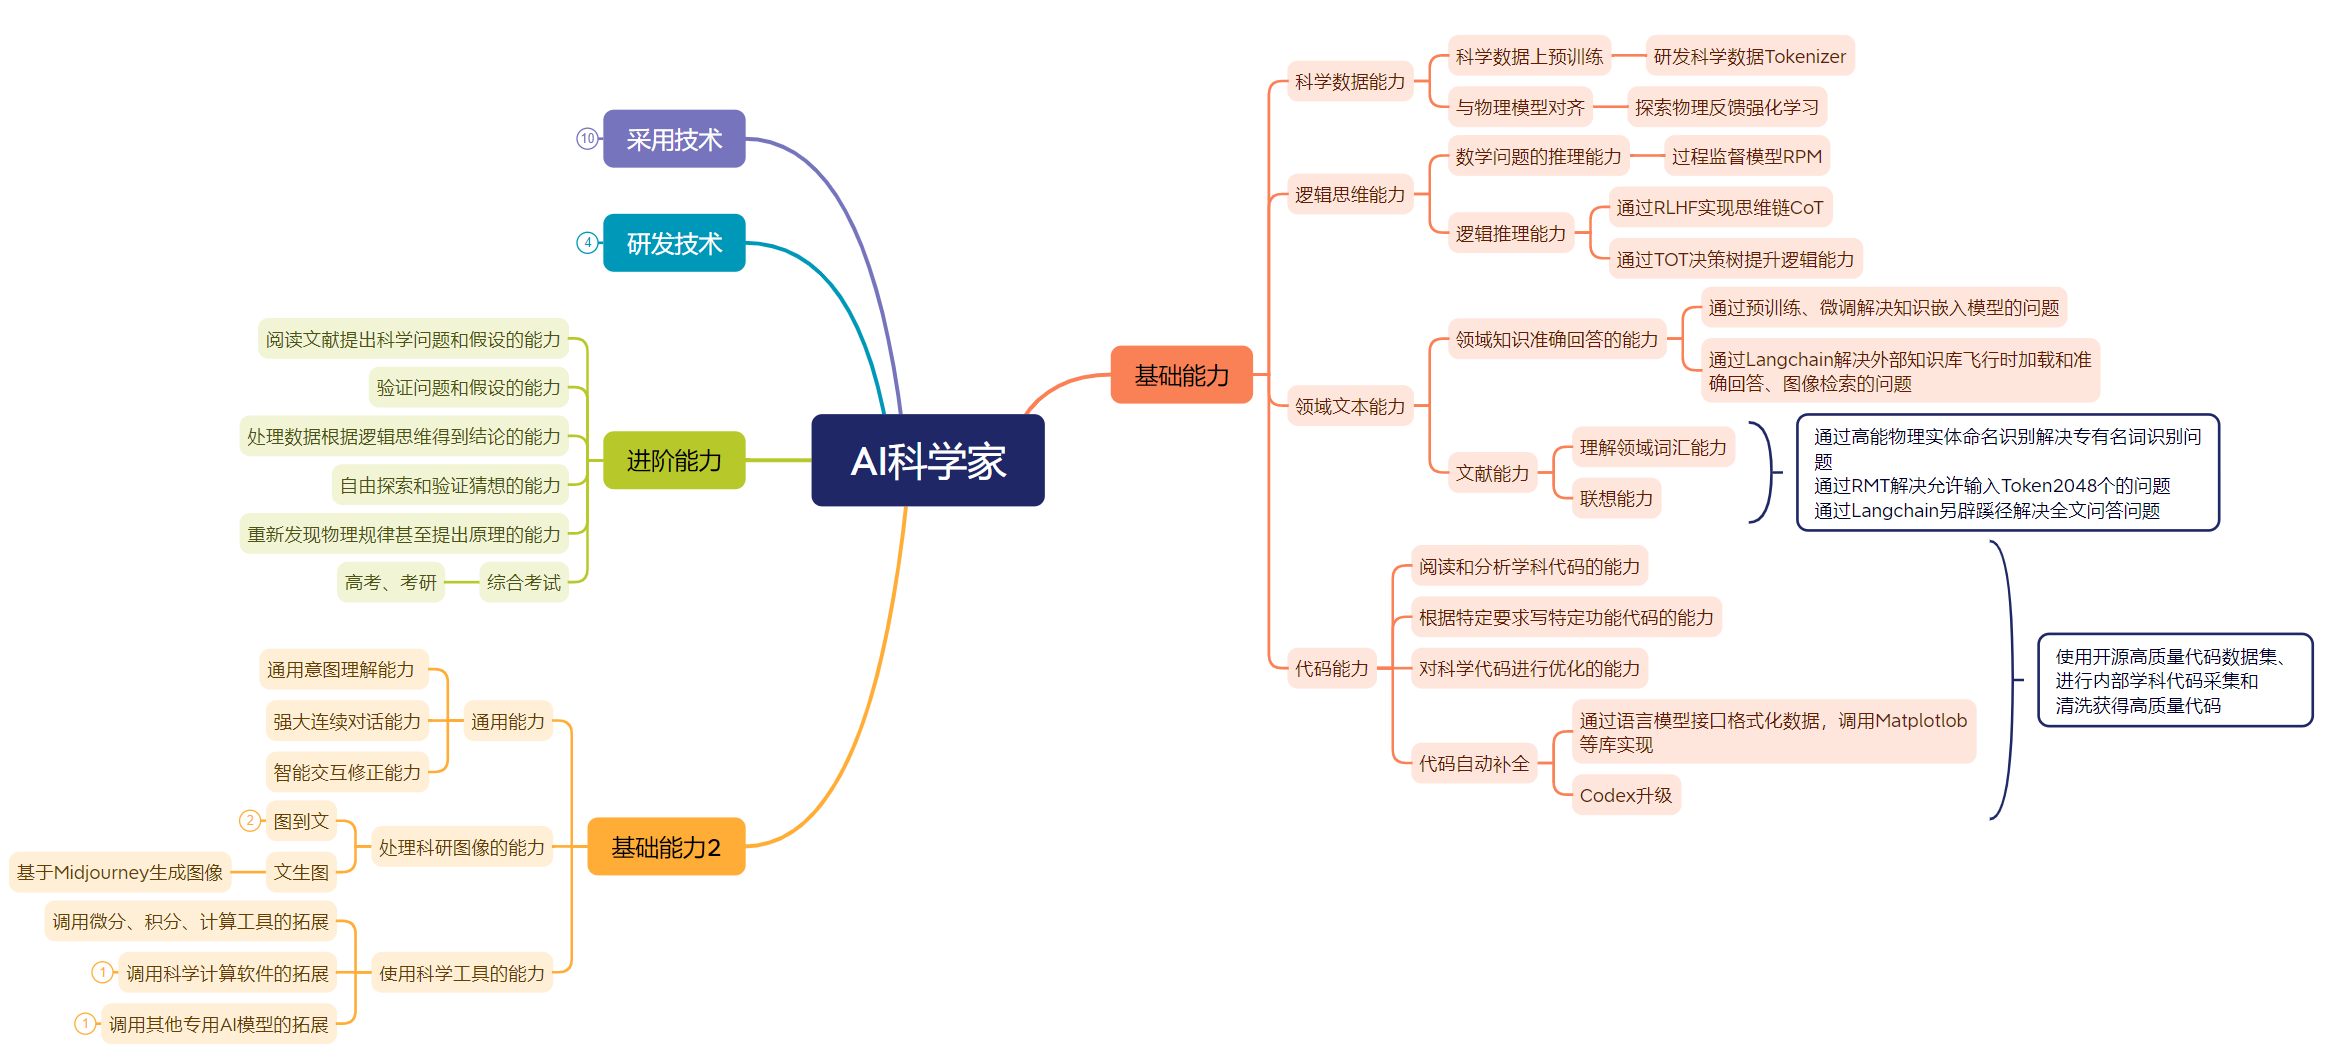 AI科学家
基础能力
科学数据能力
科学数据上预训练
研发科学数据Tokenizer
与物理模型对齐
探索物理反馈强化学习
逻辑思维能力
数学问题的推理能力
过程监督模型RPM
逻辑推理能力
通过RLHF实现思维链CoT
通过TOT决策树提升逻辑能力
领域文本能力
领域知识准确回答的能力
通过预训练、微调解决知识嵌入模型的问题
通过Langchain解决外部知识库飞行时加载和准
确回答、图像检索的问题
文献能力
理解领域词汇能力
联想能力
通过高能物理实体命名识别解决专有名词识别问
题
通过RMT解决允许输入Token2048个的问题
通过Langchain另辟蹊径解决全文问答问题
代码能力
阅读和分析学科代码的能力
根据特定要求写特定功能代码的能力
对科学代码进行优化的能力
代码自动补全
通过语言模型接口格式化数据，调用Matplotlob
等库实现
Codex升级
使用开源高质量代码数据集、
进行内部学科代码采集和
清洗获得高质量代码
采用技术
10
研发技术
4
进阶能力
阅读文献提出科学问题和假设的能力
验证问题和假设的能力
处理数据根据逻辑思维得到结论的能力
自由探索和验证猜想的能力
重新发现物理规律甚至提出原理的能力
综合考试
高考、考研
基础能力2
通用能力
通用意图理解能力
强大连续对话能力
智能交互修正能力
处理科研图像的能力
图到文
2
文生图
基于Midjourney生成图像
使用科学工具的能力
调用微分、积分、计算工具的拓展
调用科学计算软件的拓展
1
调用其他专用AI模型的拓展
1